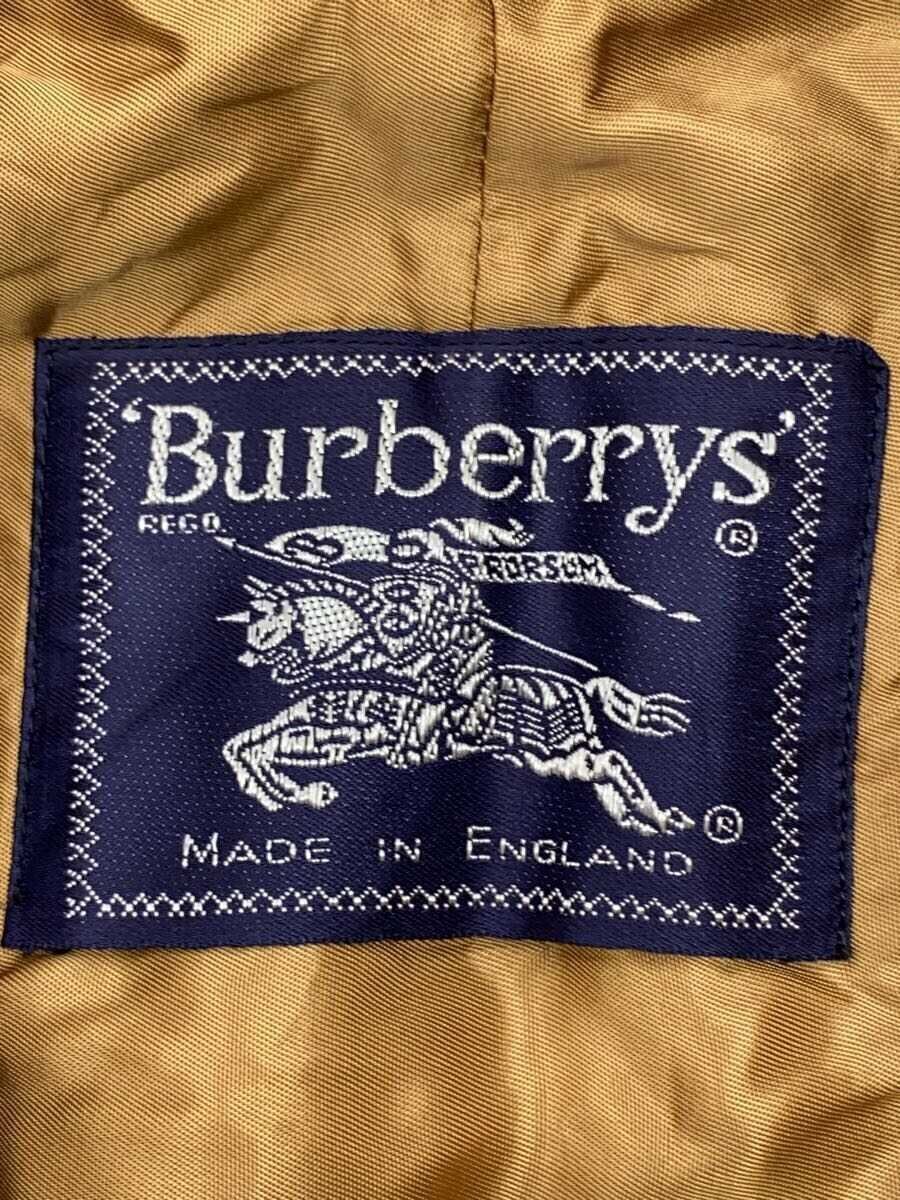 'Burberrys'
REGD. ®
PRORSUM
®
MADE IN ENGLAND